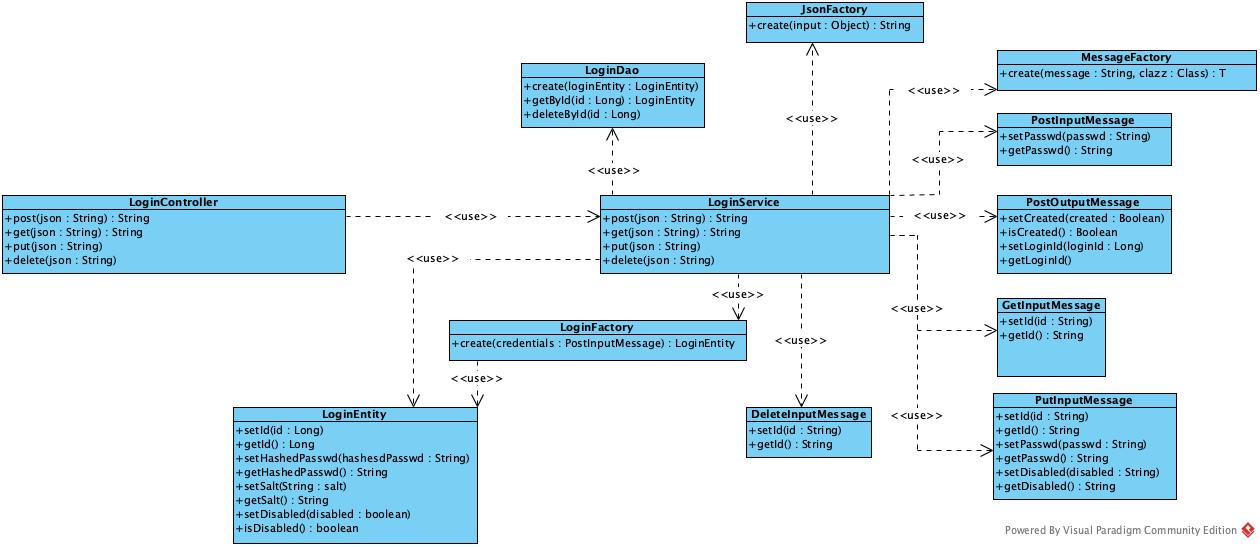 JsonFactory
+create(input : Object) : String
MessageFactory
+create(message : String, clazz : Class) : T
LoginDao
+create(loginEntity : LoginEntity)
+getById(id : Long) : LoginEntity
+deleteById(id : Long)
<<use>>
<<use>>
PostInputMessage
+setPasswd(passwd : String)
+getPasswd() : String
<<use>>
<<use>>
LoginController
+post(json : String) : String
+get(json : String) : String
+put(json : String)
+delete(json : String)
<<use>>
LoginService
+post(json : String) : String
+get(json : String) : String
+put(json : String)
+delete(json : String)
<<use>>
PostOutputMessage
+setCreated(created : Boolean)
+isCreated() : Boolean
+setLoginId(loginId : Long)
+getLoginId()
<<use>>
<<use>>
<<use>>
GetInputMessage
+setId(id : String)
+getId() : String
LoginFactory
+create(credentials : PostInputMessage) : LoginEntity
<<use>>
<<use>>
LoginEntity
+setId(id : Long)
+getId() : Long
+setHashedPasswd(hashesdPasswd : String)
+getHashedPasswd() : String
+setSalt(String : salt)
+getSalt() : String
+setDisabled(disabled : boolean)
+isDisabled() : boolean
DeleteInputMessage
+setId(id : String)
+getId() : String
<<use>>
PutInputMessage
+setId(id : String)
+getId() : String
+setPasswd(passwd : String)
+getPasswd() : String
+setDisabled(disabled : String)
+getDisabled() : String
Powered By Visual Paradigm Community Edition